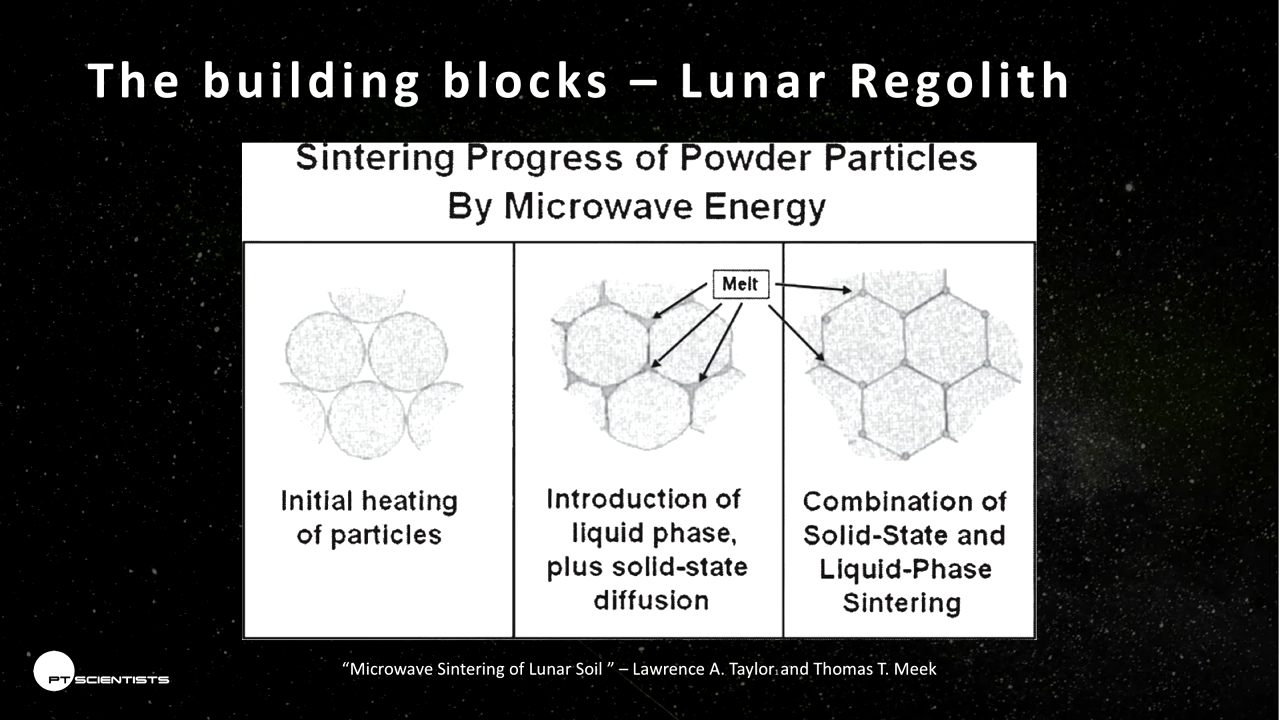 The building blocks – Lunar Regolith
Sintering Progress of Powder Particles
By Microwave Energy
Melt
Initial heating
of particles
Introduction of
liquid phase,
plus solid-state
diffusion
Combination of
Solid-State and
Liquid-Phase
Sintering
PT SCIENTISTS
“Microwave Sintering of Lunar Soil ” – Lawrence A. Taylor and Thomas T. Meek